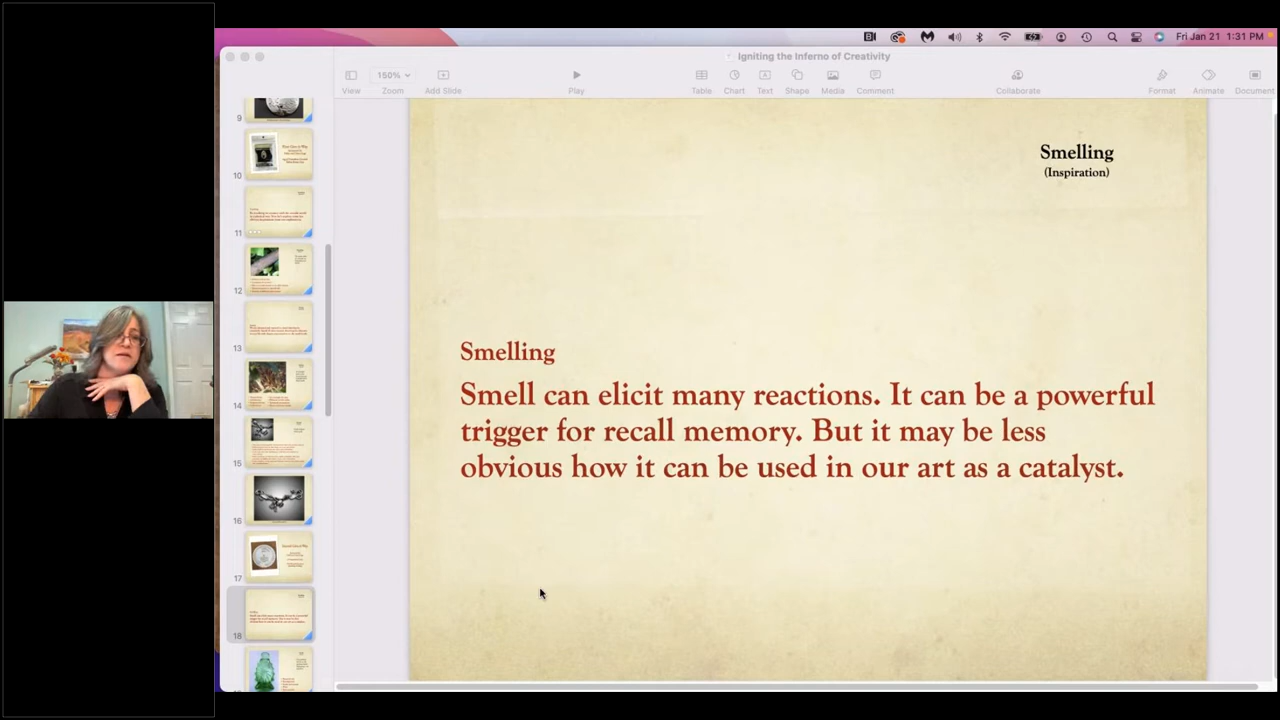 Fri Jan 21 1:31 PM
Igniting the Inferno of Creativity
150%
View
Zoom
Add Slide
Play
Table
Chart
Text
Shape
Media
Comment
Collaborate
Format
Animate
Document
9
10
11
12
13
14
15
16
17
18
Smelling
(Inspiration)
Smelling
Smell can elicit many reactions. It can be a powerful
trigger for recall memory. But it may be less
obvious how it can be used in our art as a catalyst.